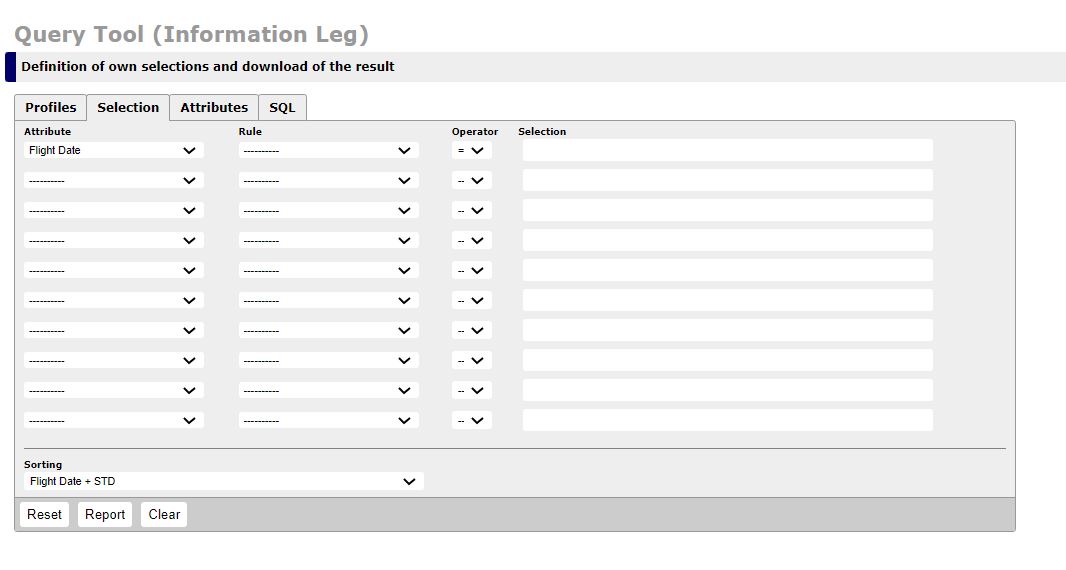 Query Tool (Information Leg)
Definition of own selections and download of the result
Profiles Selection Attributes SQL
Attribute Rule Operator Selection
Flight Date ---------- =
---------- ---------- --
---------- ---------- --
---------- ---------- --
---------- ---------- --
---------- ---------- --
---------- ---------- --
---------- ---------- --
---------- ---------- --
---------- ---------- --
Sorting
Flight Date + STD
Reset Report Clear